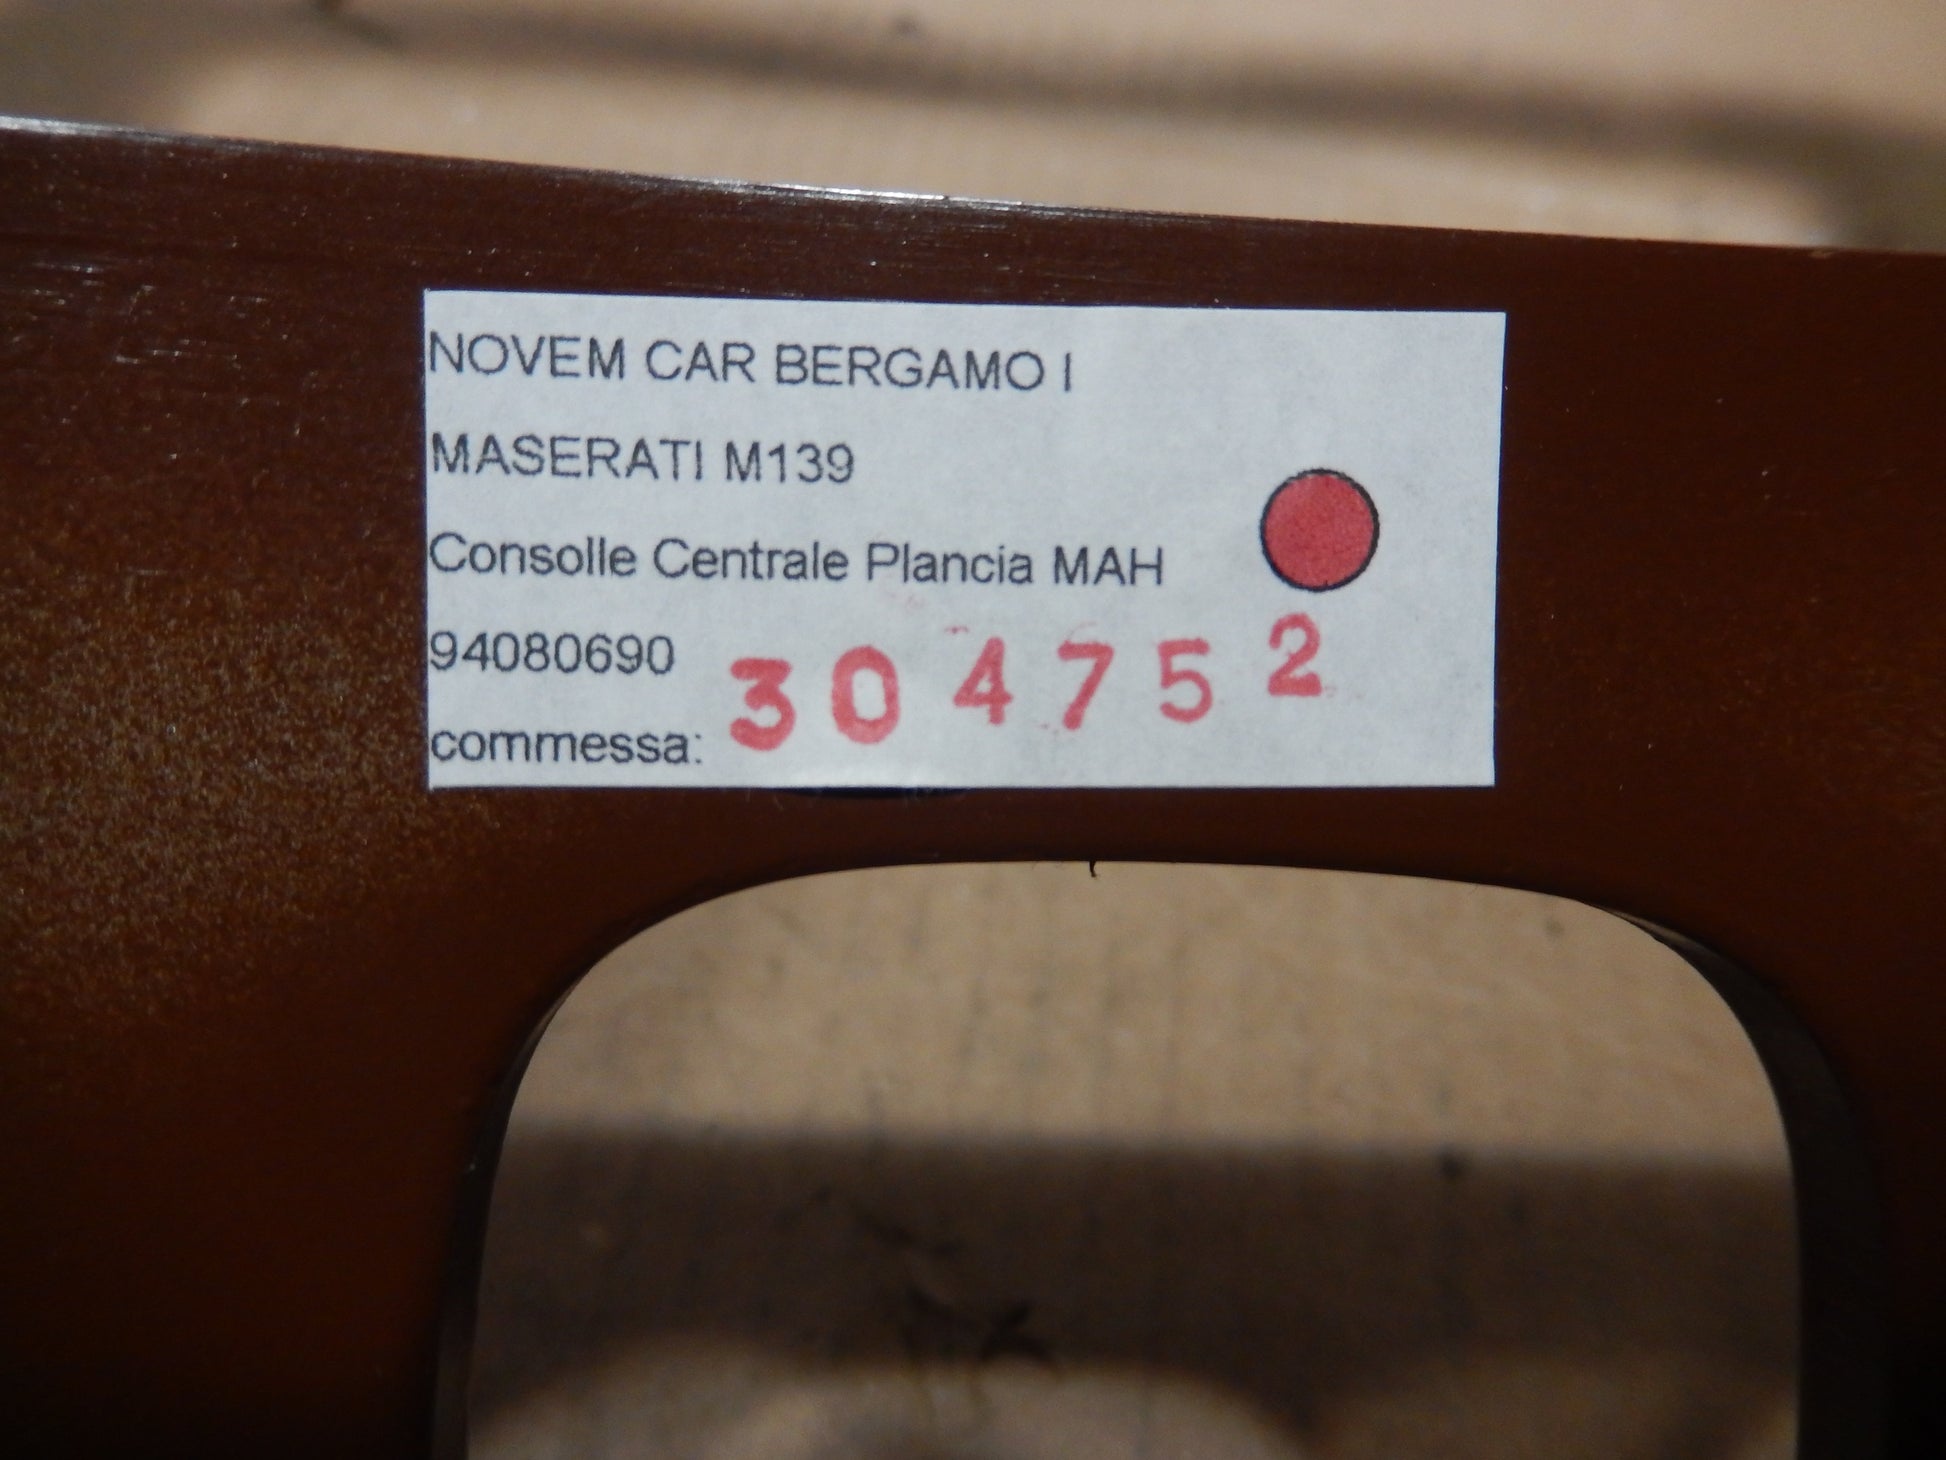 NOVEM CAR BERGAMO I
MASERATI M139
Consolle Centrale Plancia MAH
94080690
commessa: 304752